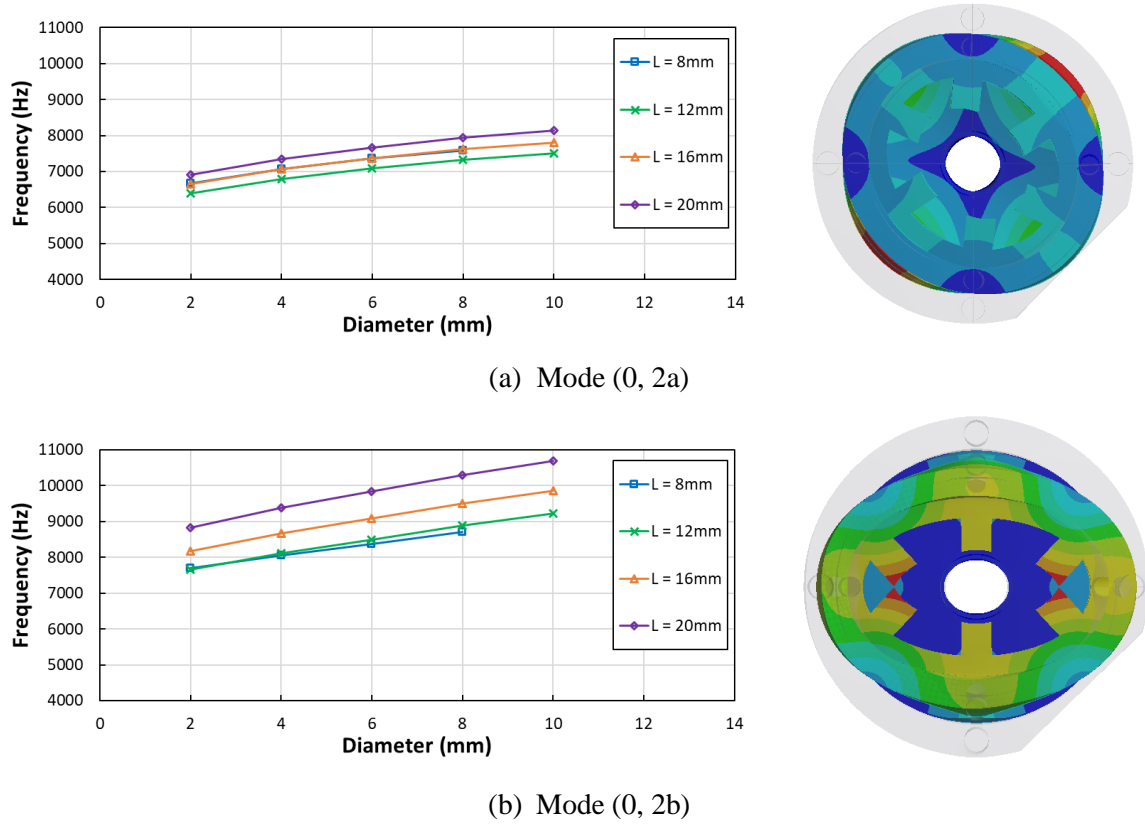 11000
10000
9000
8000
7000
6000
5000
4000
Frequency (Hz)
0 2 4 6 8 10 12 14
Diameter (mm)
L = 8mm
L = 12mm
L = 16mm
L = 20mm
(a) Mode (0, 2a)
11000
10000
9000
8000
7000
6000
5000
4000
Frequency (Hz)
0 2 4 6 8 10 12 14
Diameter (mm)
L = 8mm
L = 12mm
L = 16mm
L = 20mm
(b) Mode (0, 2b)